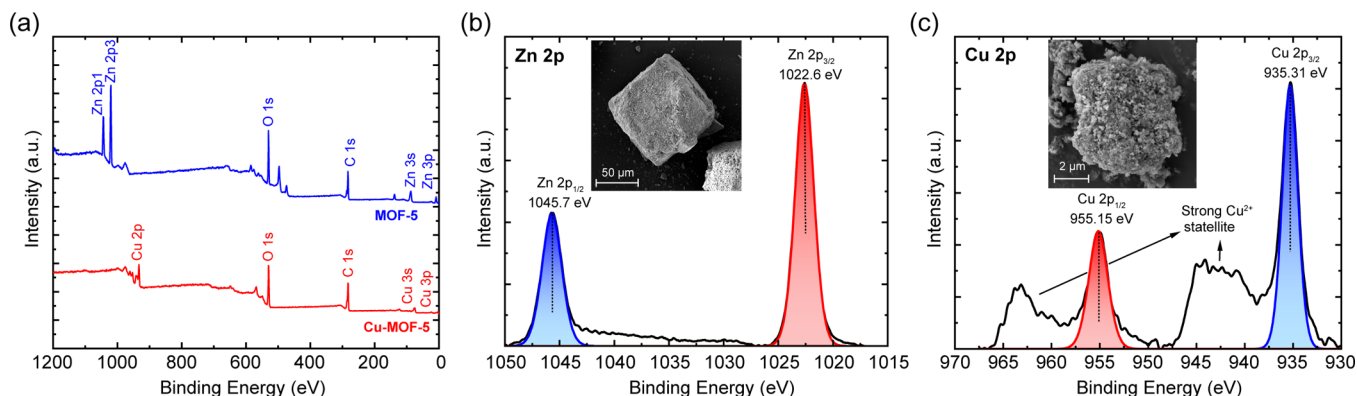 (a)
Intensity (a.u.)
Zn 2p1
Zn 2p3
O 1s
C 1s
Zn 3s
Zn 3p
MOF-5
Cu 2p
O 1s
C 1s
Cu 3s
Cu 3p
Cu-MOF-5
1200 1000 800 600 400 200 0
Binding Energy (eV)
(b)
Intensity (a.u.)
Zn 2p
Zn 2p3/2
1022.6 eV
50 µm
Zn 2p1/2
1045.7 eV
1050 1045 1040 1035 1030 1025 1020 1015
Binding Energy (eV)
(c)
Intensity (a.u.)
Cu 2p
Cu 2p3/2
935.31 eV
2 µm
Cu 2p1/2
955.15 eV
Strong Cu²⁺
statellite
970 965 960 955 950 945 940 935 930
Binding Energy (eV)